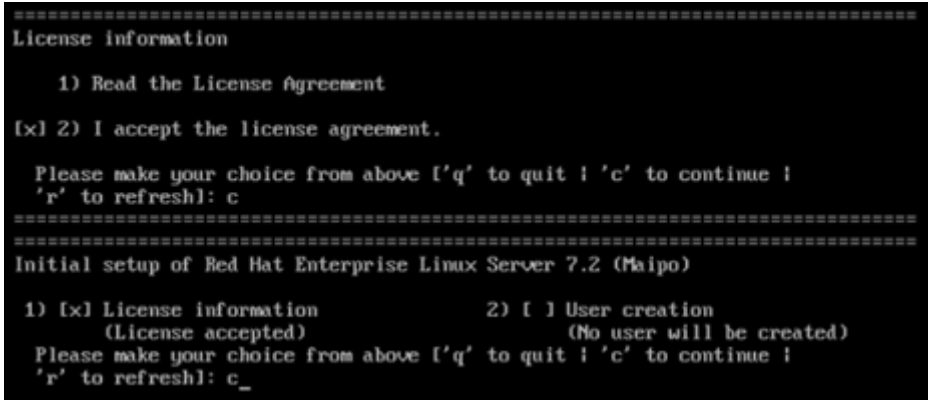 ================================================================================
License information
1) Read the License Agreement
[x] 2) I accept the license agreement.
Please make your choice from above ['q' to quit | 'c' to continue |
'r' to refresh]: c
================================================================================
================================================================================
Initial setup of Red Hat Enterprise Linux Server 7.2 (Maipo)
1) [x] License information 2) [ ] User creation
(License accepted) (No user will be created)
Please make your choice from above ['q' to quit | 'c' to continue |
'r' to refresh]: c_